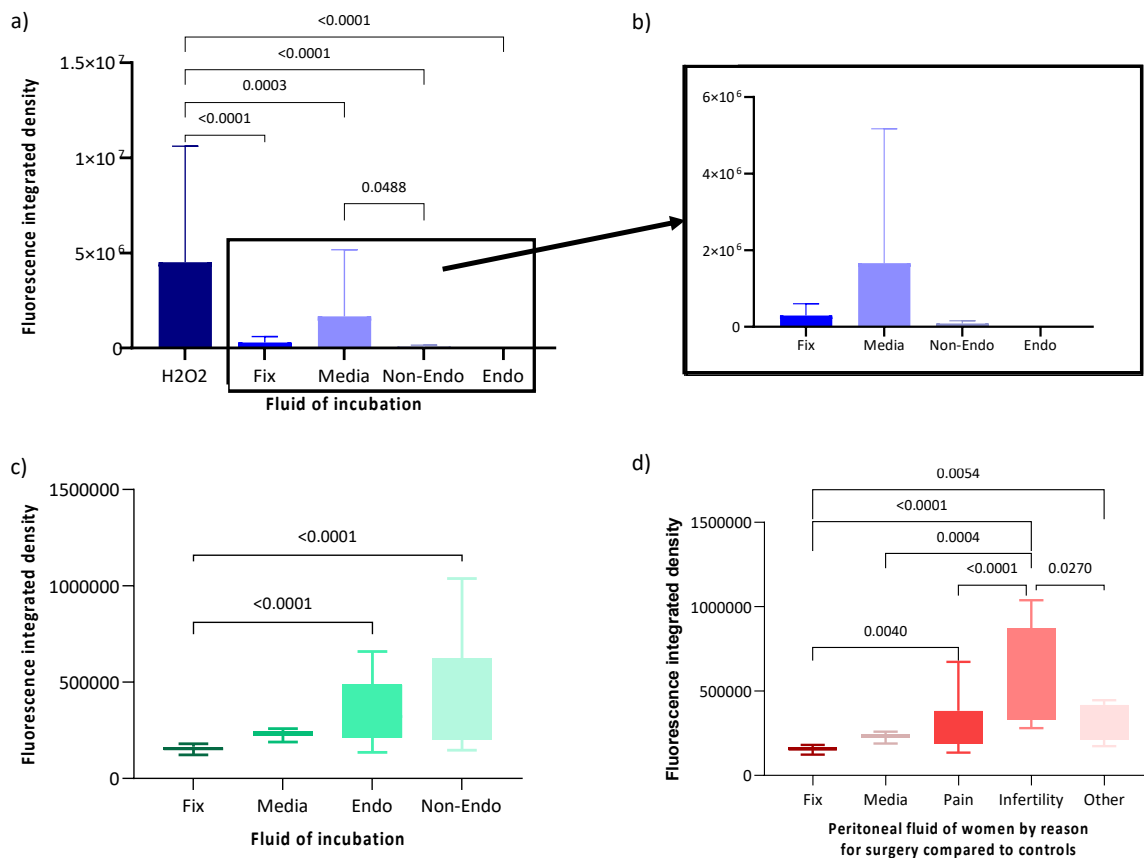 a)
<0.0001
<0.0001
0.0003
<0.0001
0.0488
Fluorescence integrated density
1.5×10⁷
1×10⁷
5×10⁶
0
H2O2 Fix Media Non-Endo Endo
Fluid of incubation
b)
6×10⁶
4×10⁶
2×10⁶
0
Fix Media Non-Endo Endo
c)
Fluorescence integrated density
1500000
1000000
500000
0
<0.0001
<0.0001
Fix Media Endo Non-Endo
Fluid of incubation
d)
0.0054
<0.0001
0.0004
<0.0001 0.0270
0.0040
Fluorescence integrated density
1500000
1000000
500000
0
Fix Media Pain Infertility Other
Peritoneal fluid of women by reason
for surgery compared to controls